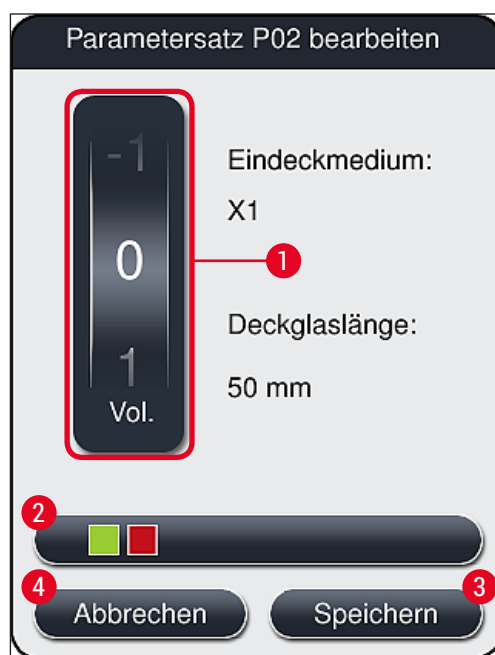 Parametersatz P02 bearbeiten
-1
0
1
Vol.
1
Eindeckmedium:
X1
Deckglaslänge:
50 mm
2
4
Abbrechen
3
Speichern